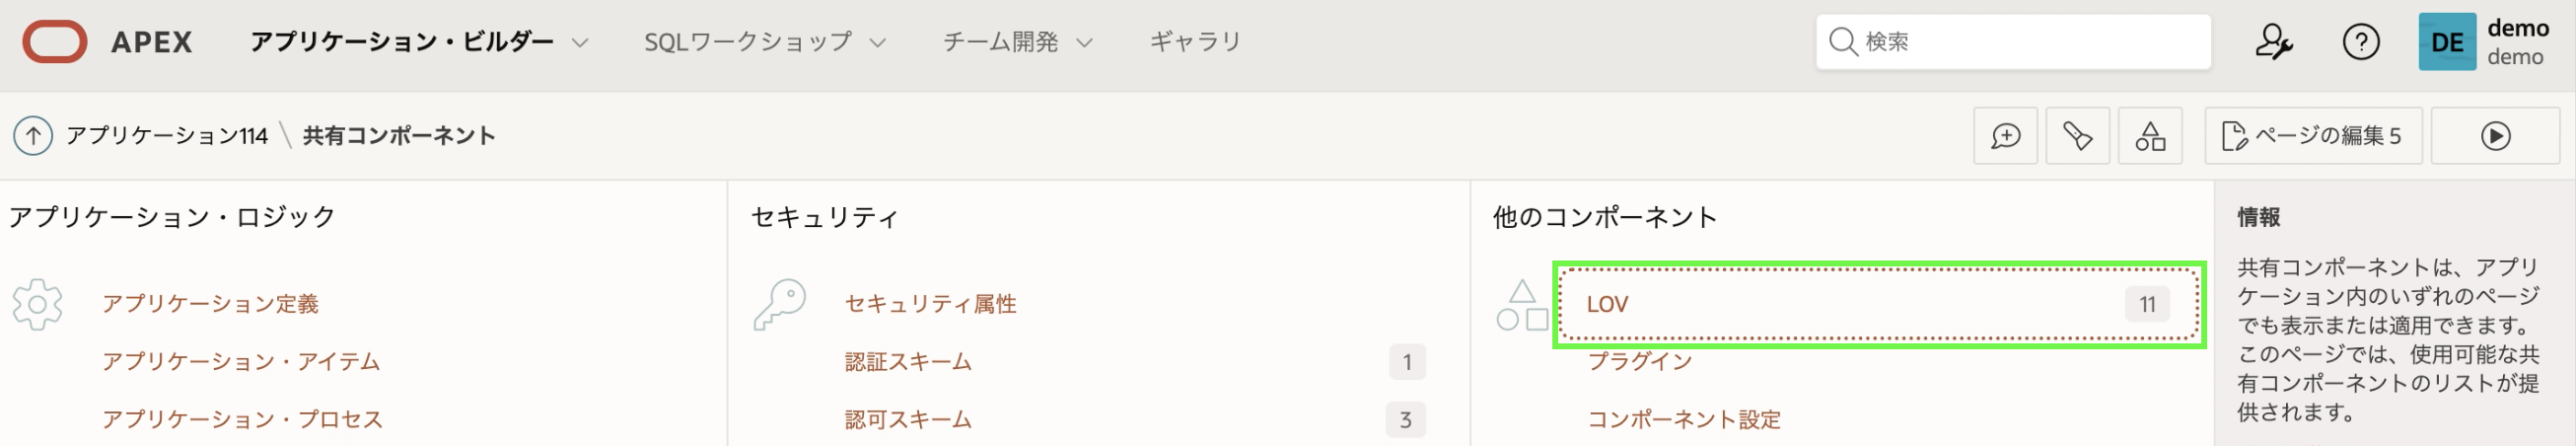 APEX アプリケーション・ビルダー SQLワークショップ チーム開発 ギャラリ 検索 DE demo
demo
アプリケーション114 \ 共有コンポーネント ページの編集 5
アプリケーション・ロジック
アプリケーション定義
アプリケーション・アイテム
アプリケーション・プロセス
セキュリティ
セキュリティ属性
認証スキーム 1
認可スキーム 3
他のコンポーネント
LOV 11
プラグイン
コンポーネント設定
情報
共有コンポーネントは、アプリ
ケーション内のいずれのページ
でも表示または適用できます。
このページでは、使用可能な共
有コンポーネントのリストが提
供されます。